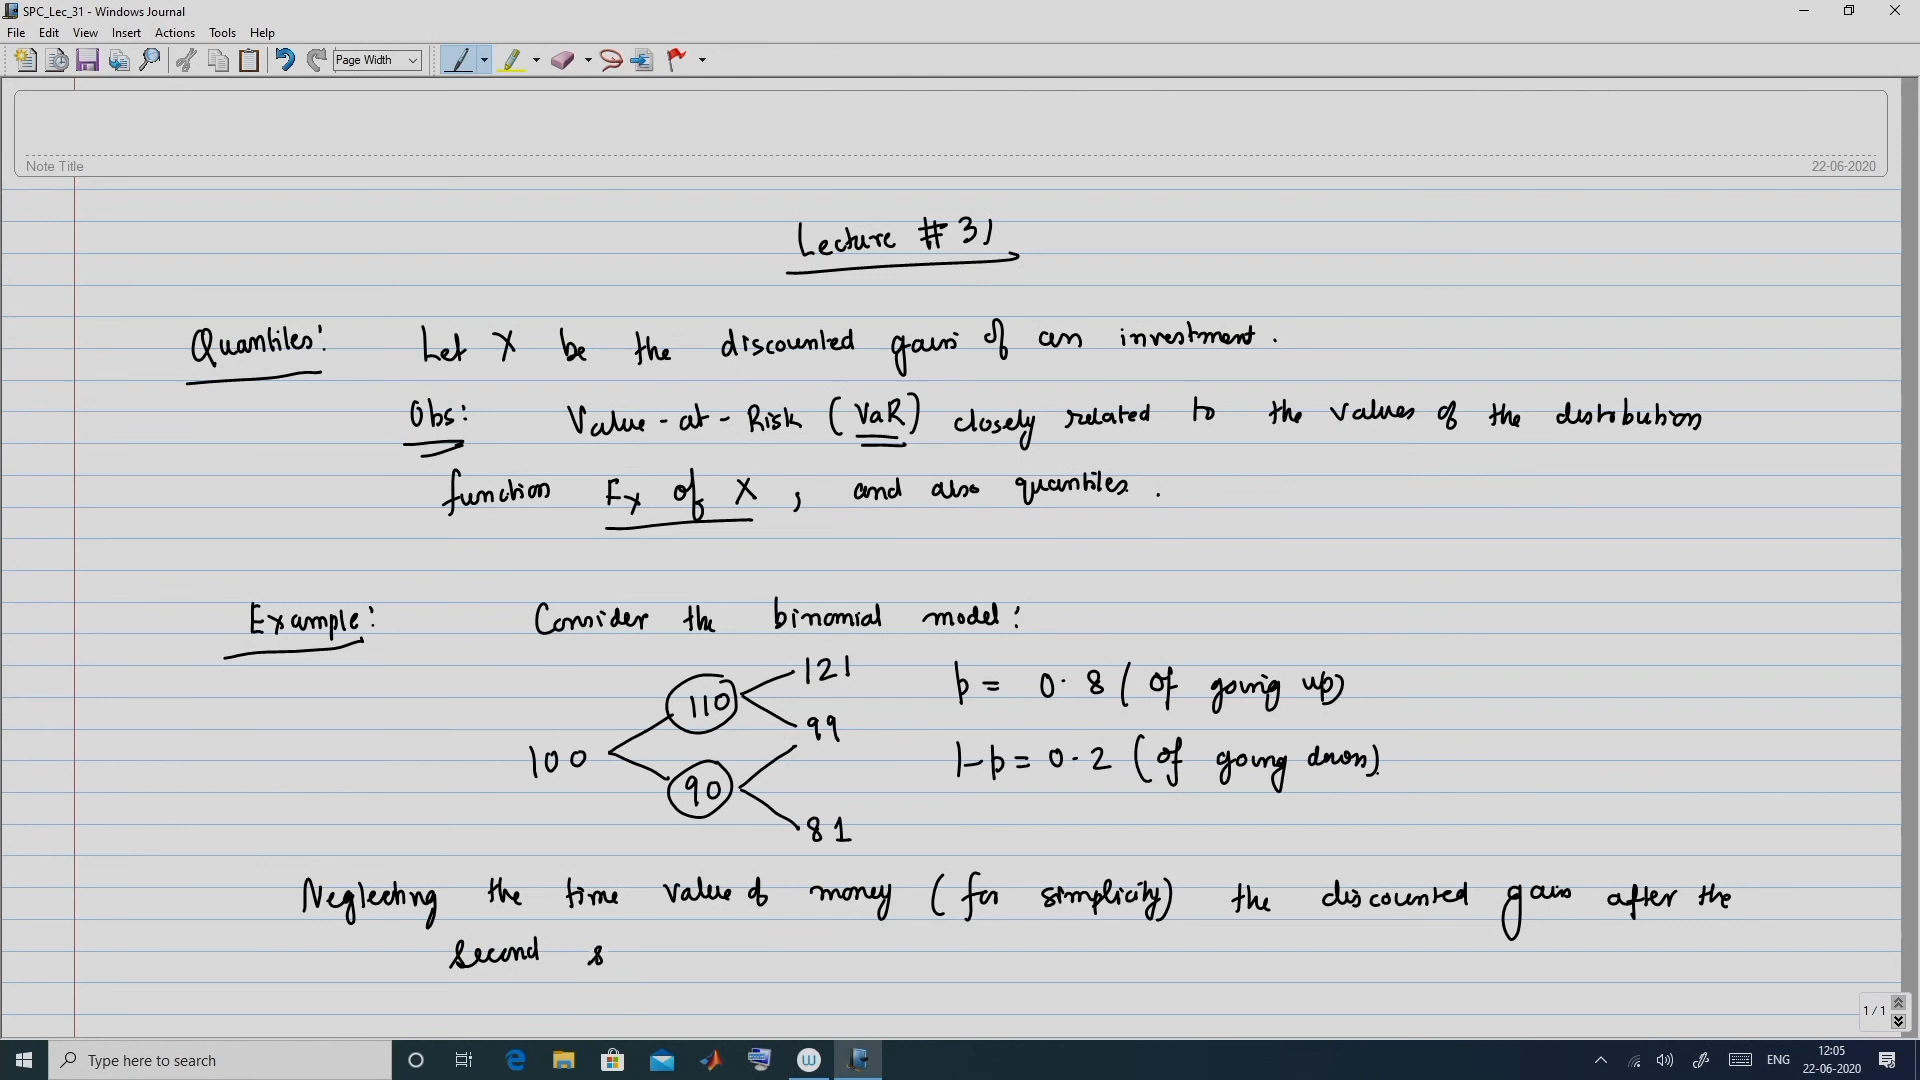 SPC_Lec_31 - Windows Journal
File Edit View Insert Actions Tools Help
Page Width
Note Title
22-06-2020
Lecture # 31
Quantiles: Let X be the discounted gain of an investment.
Obs: Value-at-Risk (VaR) closely related to the values of the distribution
function Fx of X, and also quantiles.
Example: Consider the binomial model:
121
110
p = 0.8 (of going up)
99
100
1-p = 0.2 (of going down)
90
81
Neglecting the time value of money (for simplicity) the discounted gain after the
second s
1 / 1
Type here to search
ENG
12:05
22-06-2020